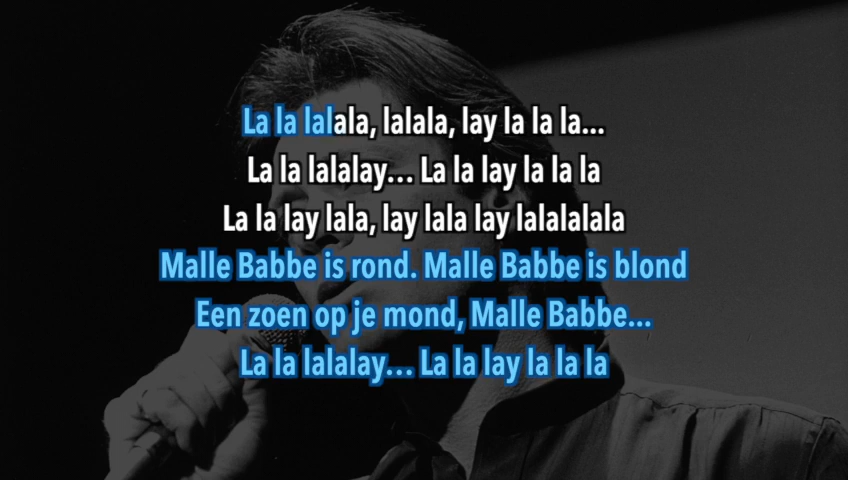 La la lalala, lalala, lay la la la...
La la lalalay... La la lay la la la
La la lay lala, lay lala lay lalalalala
Malle Babbe is rond. Malle Babbe is blond
Een zoen op je mond, Malle Babbe...
La la lalalay... La la lay la la la